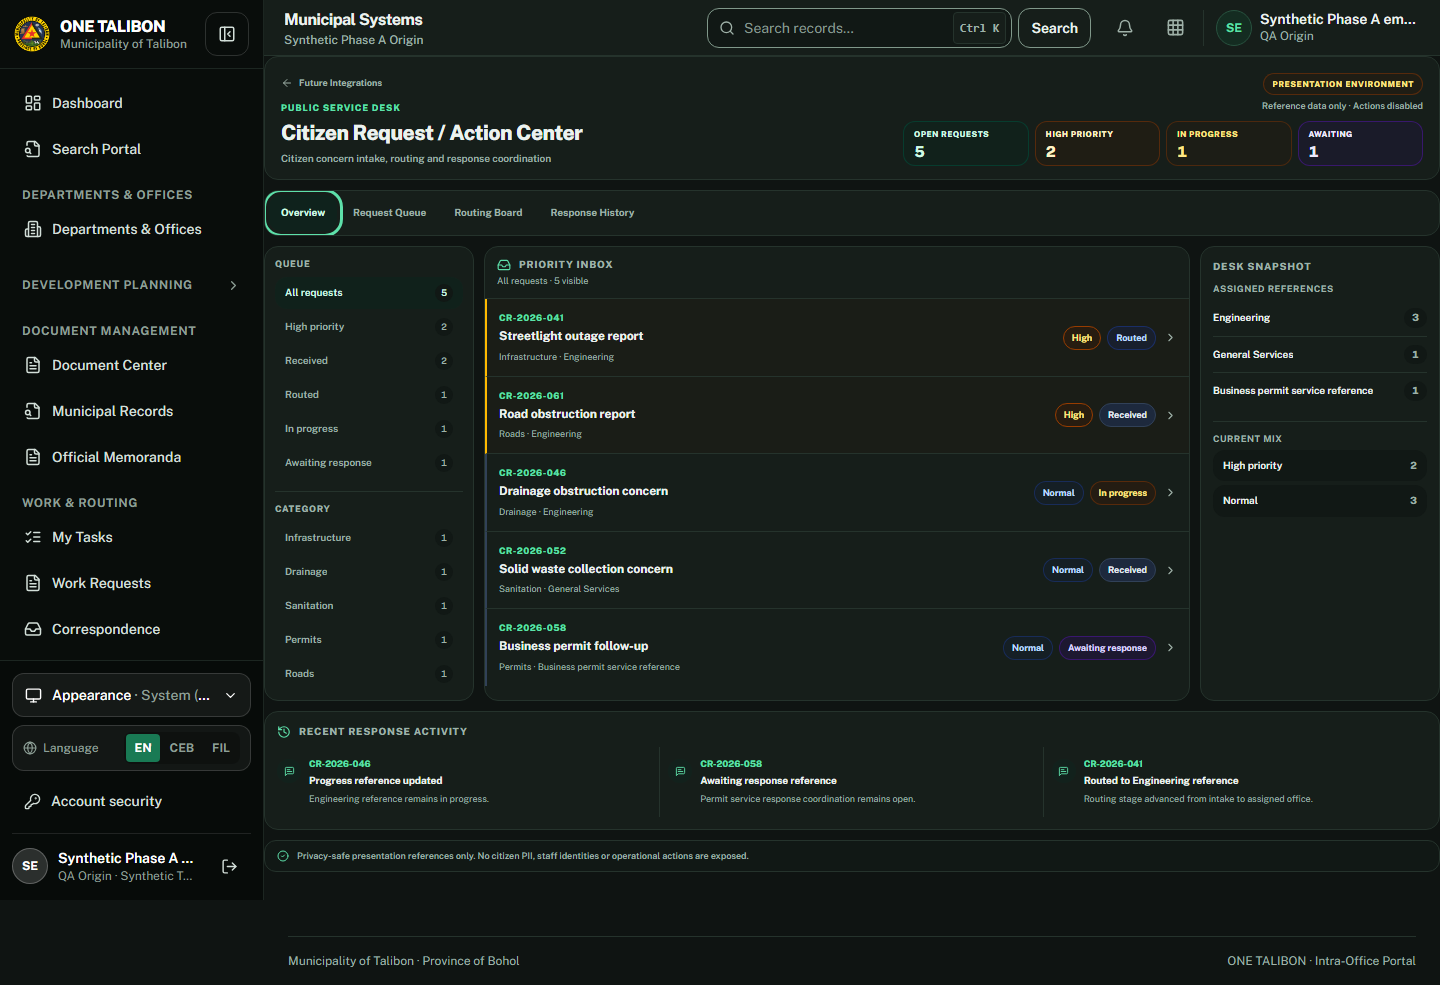 ONE TALIBON
Municipality of Talibon
Dashboard
Search Portal
DEPARTMENTS & OFFICES
Departments & Offices
DEVELOPMENT PLANNING
DOCUMENT MANAGEMENT
Document Center
Municipal Records
Official Memoranda
WORK & ROUTING
My Tasks
Work Requests
Correspondence
Appearance · System (...
Language EN CEB FIL
Account security
SE Synthetic Phase A ...
QA Origin · Synthetic T...
Municipal Systems
Synthetic Phase A Origin
Search records... Ctrl K Search
SE Synthetic Phase A em...
QA Origin
Future Integrations
PUBLIC SERVICE DESK
Citizen Request / Action Center
Citizen concern intake, routing and response coordination
PRESENTATION ENVIRONMENT
Reference data only · Actions disabled
OPEN REQUESTS
5
HIGH PRIORITY
2
IN PROGRESS
1
AWAITING
1
Overview Request Queue Routing Board Response History
QUEUE
All requests 5
High priority 2
Received 2
Routed 1
In progress 1
Awaiting response 1
CATEGORY
Infrastructure 1
Drainage 1
Sanitation 1
Permits 1
Roads 1
PRIORITY INBOX
All requests · 5 visible
CR-2026-041
Streetlight outage report
Infrastructure · Engineering
High Routed
CR-2026-061
Road obstruction report
Roads · Engineering
High Received
CR-2026-046
Drainage obstruction concern
Drainage · Engineering
Normal In progress
CR-2026-052
Solid waste collection concern
Sanitation · General Services
Normal Received
CR-2026-058
Business permit follow-up
Permits · Business permit service reference
Normal Awaiting response
DESK SNAPSHOT
ASSIGNED REFERENCES
Engineering 3
General Services 1
Business permit service reference 1
CURRENT MIX
High priority 2
Normal 3
RECENT RESPONSE ACTIVITY
CR-2026-046
Progress reference updated
Engineering reference remains in progress.
CR-2026-058
Awaiting response reference
Permit service response coordination remains open.
CR-2026-041
Routed to Engineering reference
Routing stage advanced from intake to assigned office.
Privacy-safe presentation references only. No citizen PII, staff identities or operational actions are exposed.
Municipality of Talibon · Province of Bohol
ONE TALIBON · Intra-Office Portal